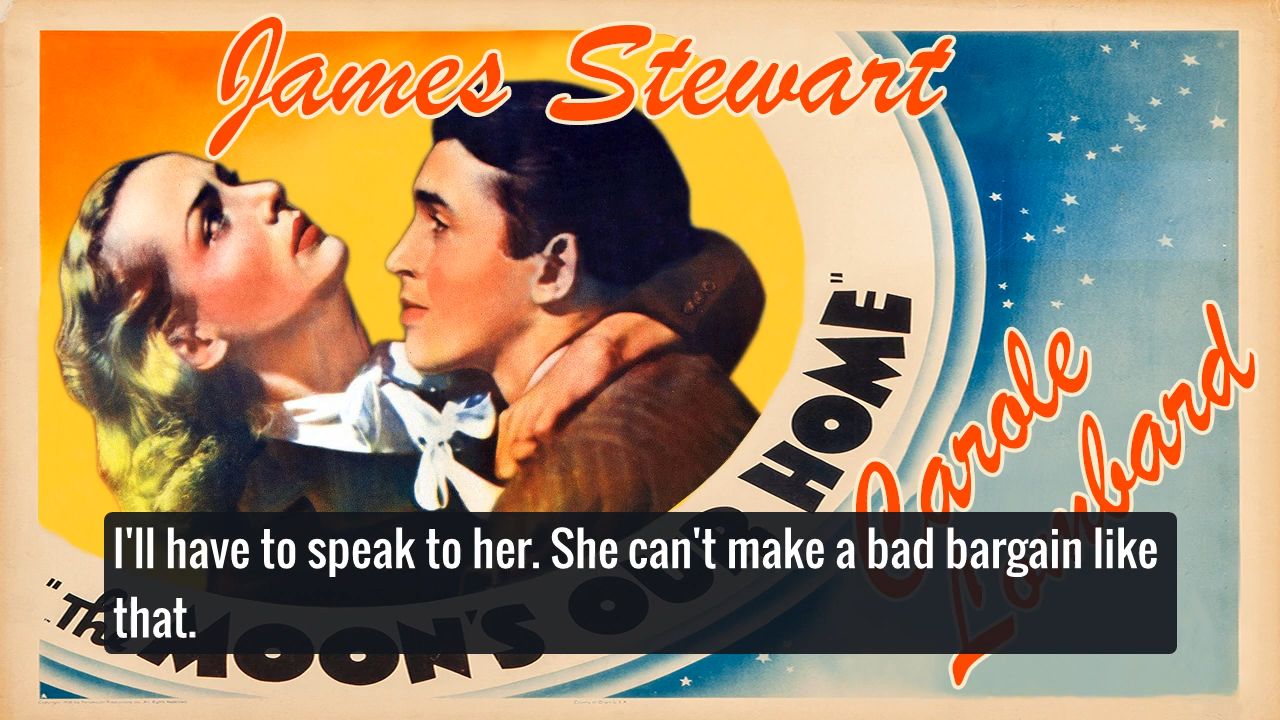 James Stewart
"The MOON'S OUR HOME"
Carole
Lombard
I'll have to speak to her. She can't make a bad bargain like
that.